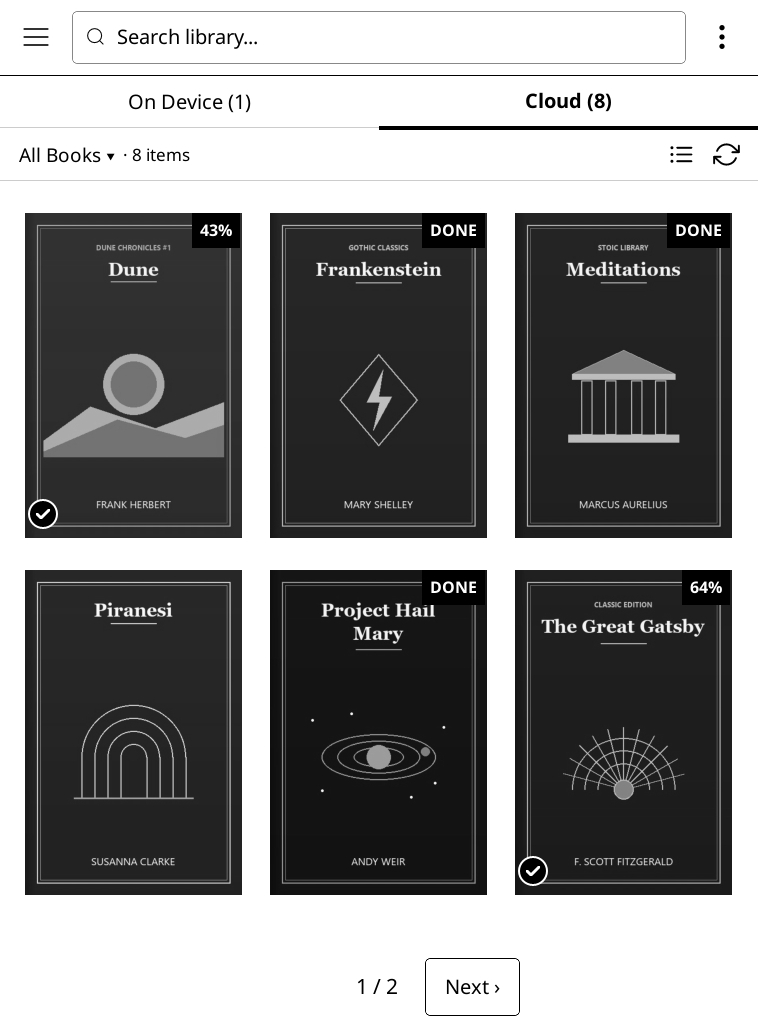 Search library...
On Device (1)
Cloud (8)
All Books ▾ · 8 items
43%
DUNE CHRONICLES #1
Dune
FRANK HERBERT
DONE
GOTHIC CLASSICS
Frankenstein
MARY SHELLEY
DONE
STOIC LIBRARY
Meditations
MARCUS AURELIUS
Piranesi
SUSANNA CLARKE
DONE
Project Hail
Mary
ANDY WEIR
64%
CLASSIC EDITION
The Great Gatsby
F. SCOTT FITZGERALD
1 / 2
Next ›